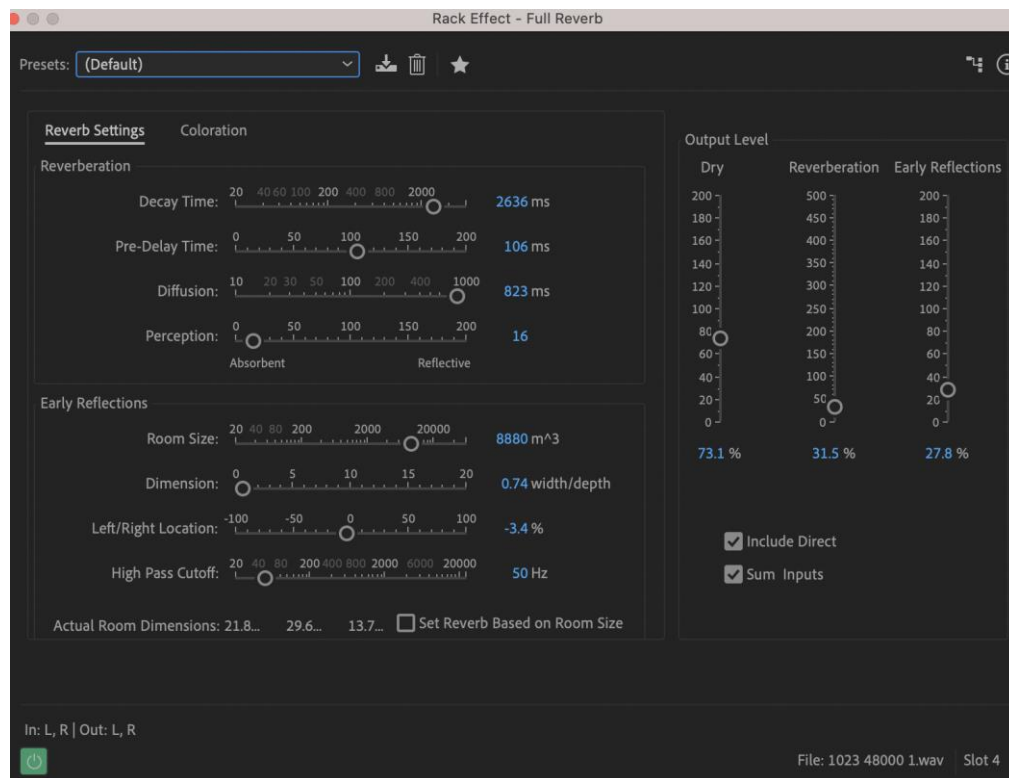 Rack Effect - Full Reverb
Presets: (Default)
Reverb Settings Coloration
Reverberation
20 40 60 100 200 400 800 2000
Decay Time: 2636 ms
0 50 100 150 200
Pre-Delay Time: 106 ms
10 20 30 50 100 200 400 1000
Diffusion: 823 ms
0 50 100 150 200
Perception: 16
Absorbent Reflective
Early Reflections
20 40 80 200 2000 20000
Room Size: 8880 m^3
0 5 10 15 20
Dimension: 0.74 width/depth
-100 -50 0 50 100
Left/Right Location: -3.4 %
20 40 80 200 400 800 2000 6000 20000
High Pass Cutoff: 50 Hz
Actual Room Dimensions: 21.8... 29.6... 13.7... Set Reverb Based on Room Size
Output Level
Dry Reverberation Early Reflections
200 500 200
180 450 180
160 400 160
140 350 140
120 300 120
100 250 100
80 200 80
60 150 60
40 100 40
20 50 20
0 0 0
73.1 % 31.5 % 27.8 %
Include Direct
Sum Inputs
In: L, R | Out: L, R
File: 1023 48000 1.wav Slot 4